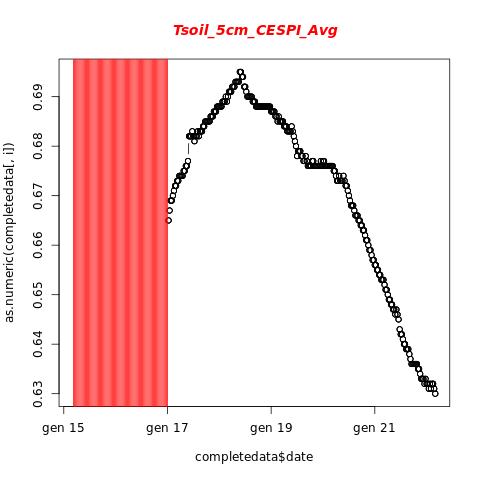 Tsoil_5cm_CESPI_Avg
as.numeric(completedata[, i])
0.69
0.68
0.67
0.66
0.65
0.64
0.63
gen 15 gen 17 gen 19 gen 21
completedata$date